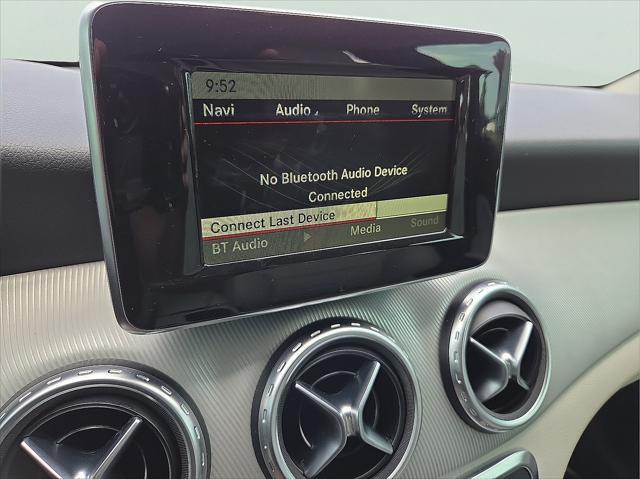 9:52
Navi Audio Phone System
No Bluetooth Audio Device
Connected
Connect Last Device
BT Audio Media Sound